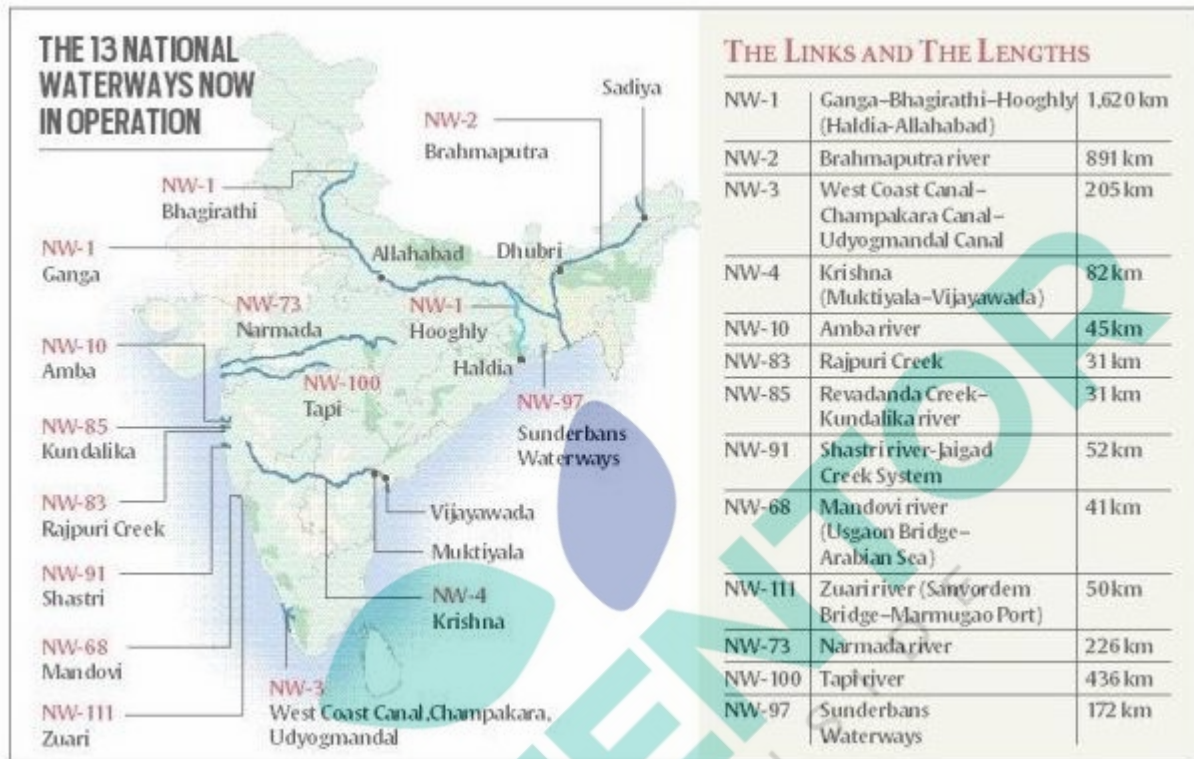 THE 13 NATIONAL
WATERWAYS NOW
IN OPERATION
Sadiya
NW-2
Brahmaputra
NW-1
Bhagirathi
NW-1
Ganga
Allahabad
Dhubri
NW-73
Narmada
NW-1
Hooghly
NW-10
Amba
Haldia
NW-100
Tapi
NW-97
Sunderbans
Waterways
NW-85
Kundalika
NW-83
Rajpuri Creek
Vijayawada
Muktiyala
NW-91
Shastri
NW-4
Krishna
NW-68
Mandovi
NW-3
West Coast Canal,Champakara,
Udyogmandal
NW-111
Zuari
THE LINKS AND THE LENGTHS
NW-1 Ganga–Bhagirathi–Hooghly 1,620 km
(Haldia-Allahabad)
NW-2 Brahmaputra river 891 km
NW-3 West Coast Canal– 205 km
Champakara Canal–
Udyogmandal Canal
NW-4 Krishna 82 km
(Muktiyala–Vijayawada)
NW-10 Amba river 45 km
NW-83 Rajpuri Creek 31 km
NW-85 Revadanda Creek– 31 km
Kundalika river
NW-91 Shastri river-Jaigad 52 km
Creek System
NW-68 Mandovi river 41 km
(Usgaon Bridge–
Arabian Sea)
NW-111 Zuari river (Sanvordem 50 km
Bridge–Marmugao Port)
NW-73 Narmada river 226 km
NW-100 Tapi river 436 km
NW-97 Sunderbans 172 km
Waterways
ENTOR